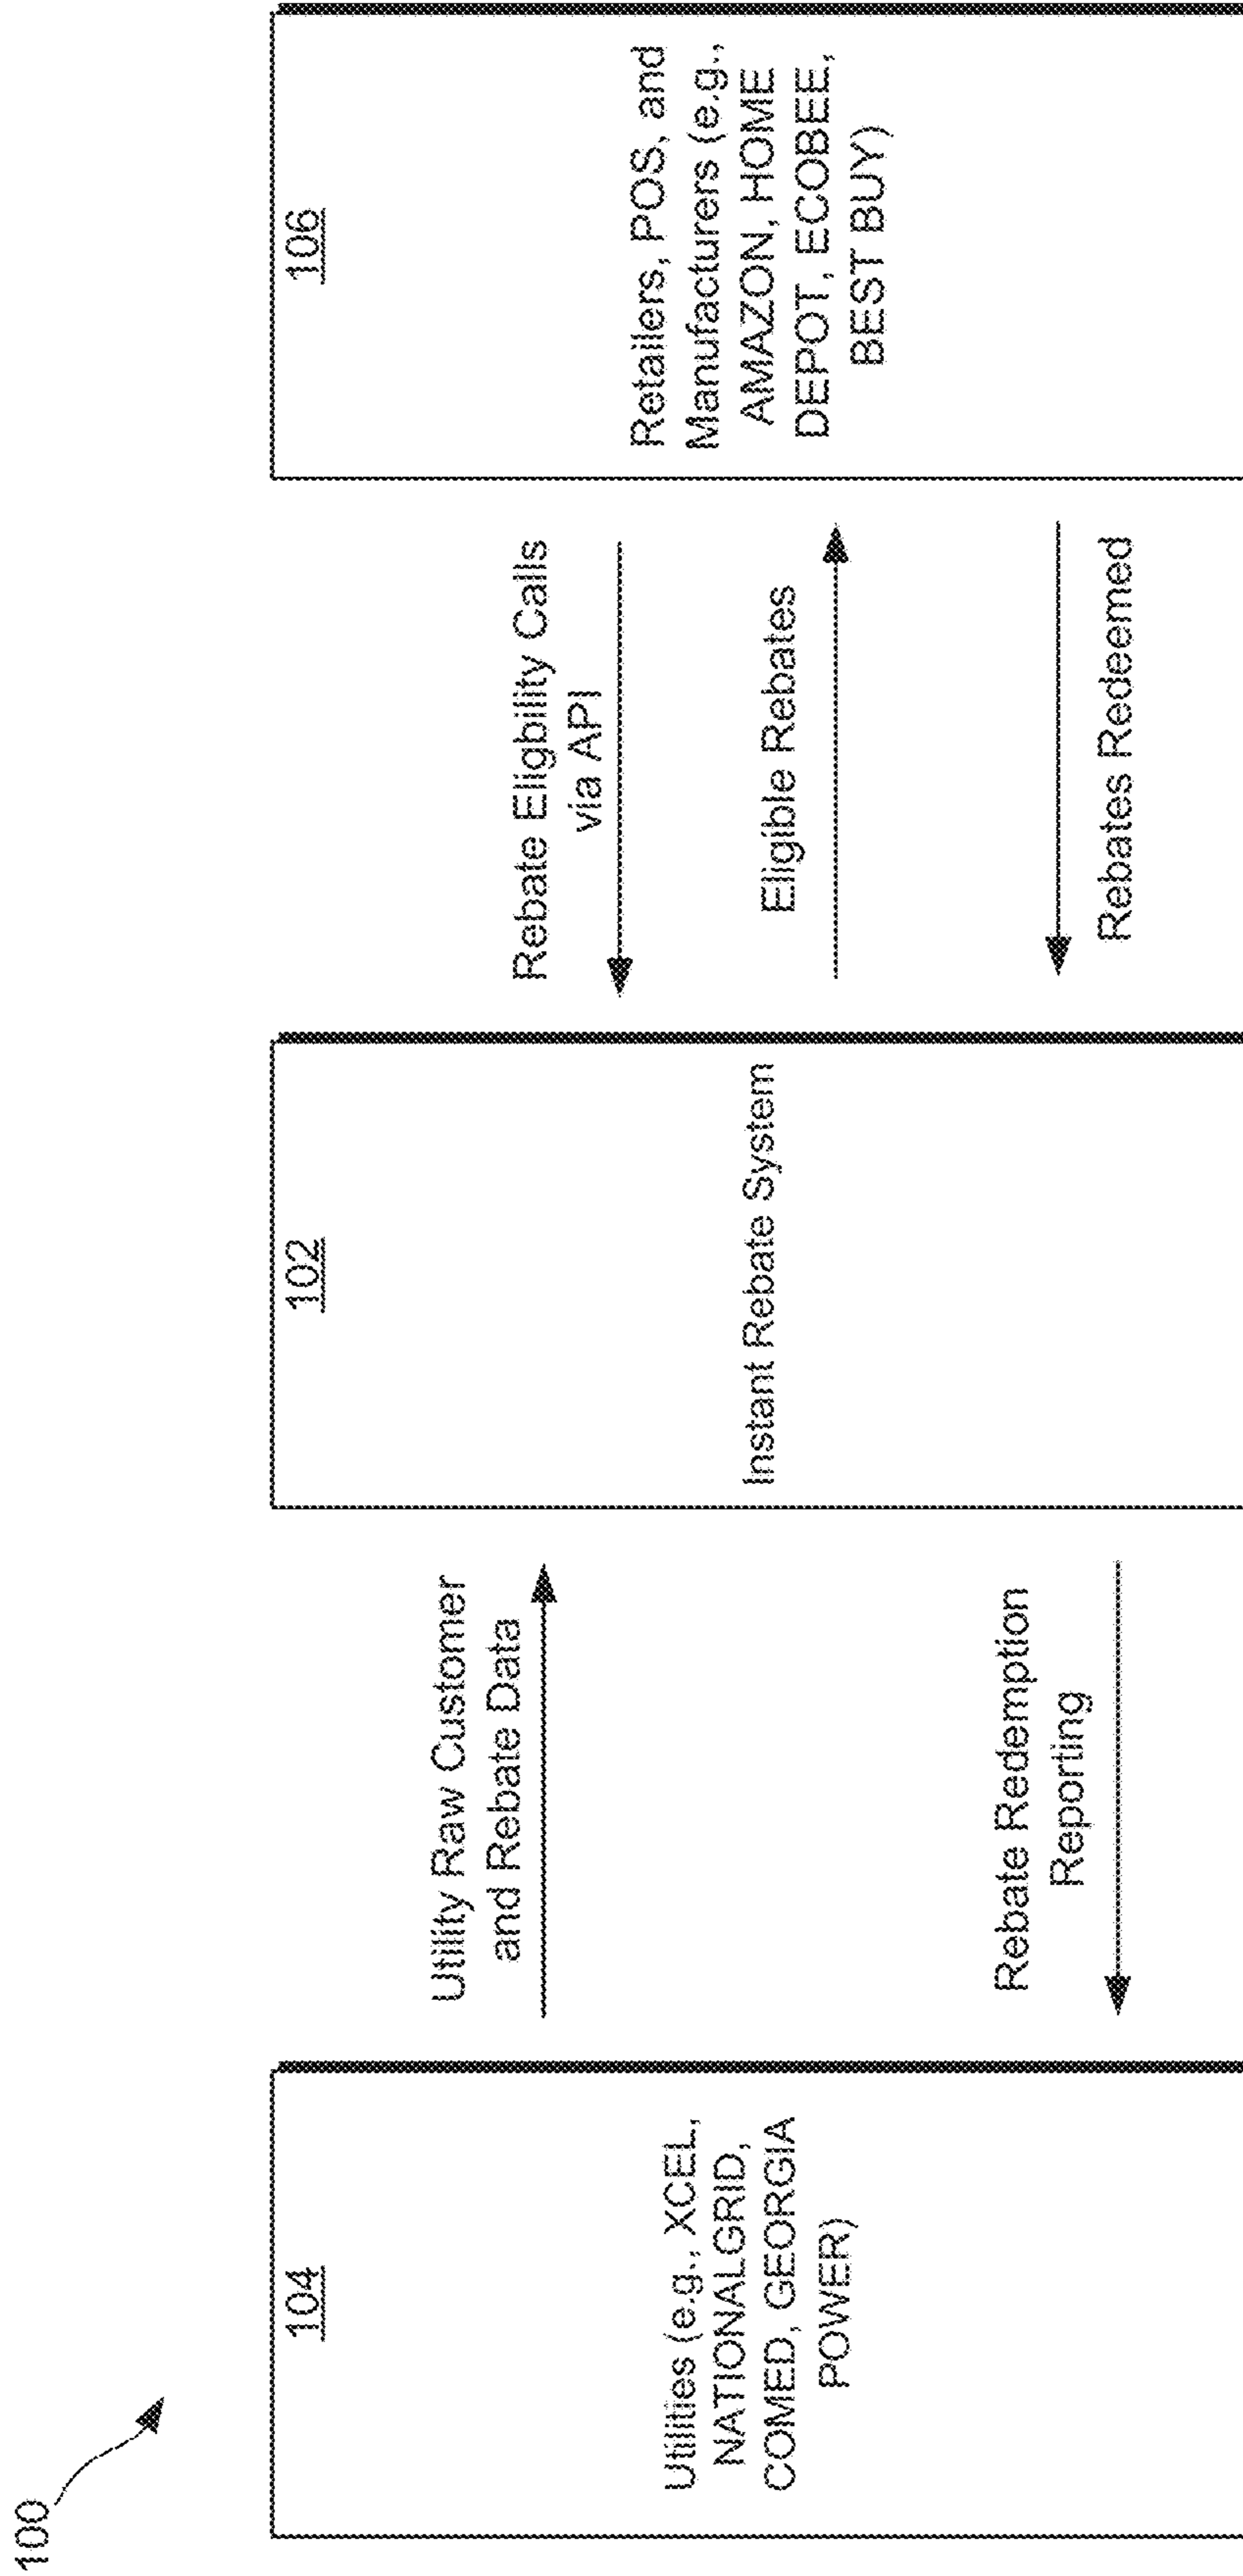 100
104
Utilities (e.g., XCEL,
NATIONALGRID,
COMED, GEORGIA
POWER)
Utility Raw Customer
and Rebate Data
Rebate Redemption
Reporting
102
Instant Rebate System
Rebate Eligbility Calls
via API
Eligible Rebates
Rebates Redeemed
106
Retailers, POS, and
Manufacturers (e.g.,
AMAZON, HOME
DEPOT, ECOBEE,
BEST BUY)